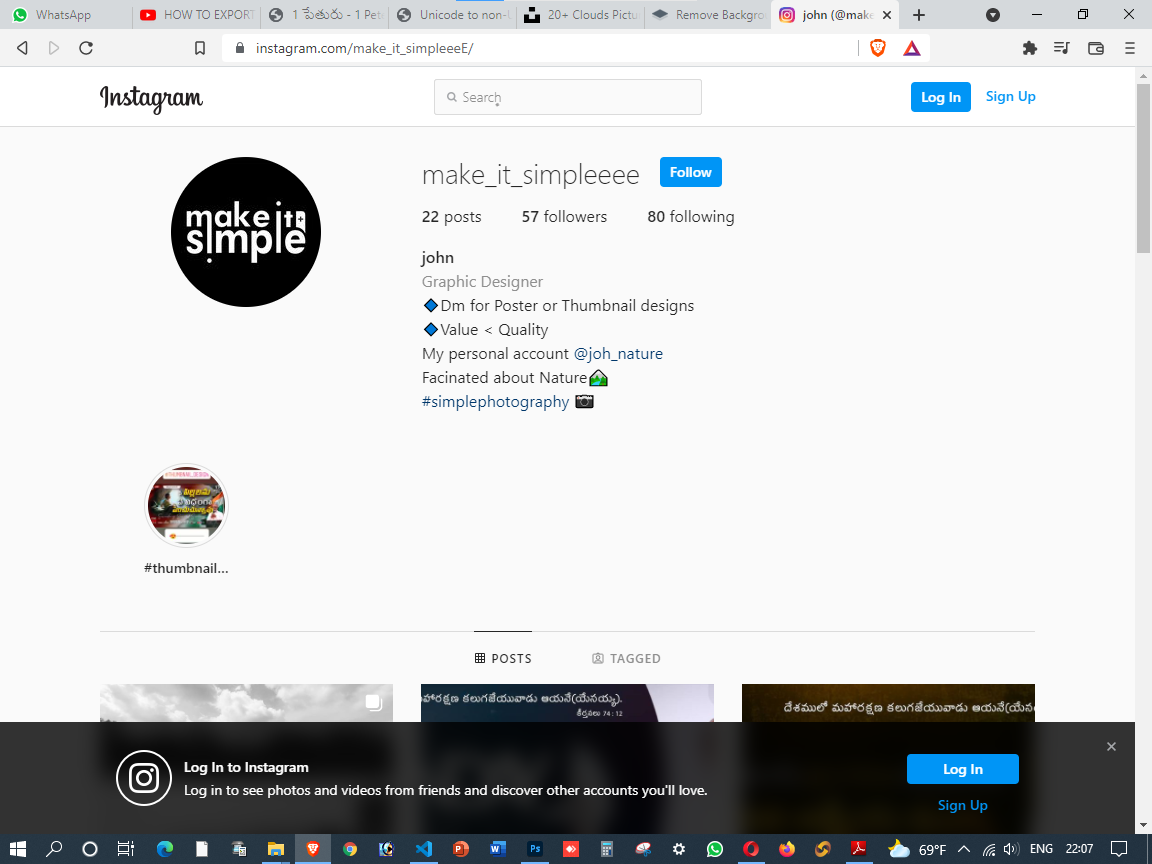 WhatsApp
HOW TO EXPORT
1 పేతురు - 1 Pet
Unicode to non-U
20+ Clouds Pictu
Remove Backgro
john (@make
instagram.com/make_it_simpleeeE/
Instagram
Search
Log In
Sign Up
make it
simple
make_it_simpleeee
Follow
22 posts
57 followers
80 following
john
Graphic Designer
🔷Dm for Poster or Thumbnail designs
🔷Value < Quality
My personal account @joh_nature
Facinated about Nature🏞️
#simplephotography 📷
#thumbnail...
POSTS
TAGGED
మహారక్షణ కలుగజేయువాడు ఆయనే(యేనయ్య).
కీర్తనలు 74 : 12
దేశములో మహారక్షణ కలుగజేయువాడు ఆయనే(యేన
Log In to Instagram
Log in to see photos and videos from friends and discover other accounts you'll love.
Log In
Sign Up
69°F
ENG
22:07